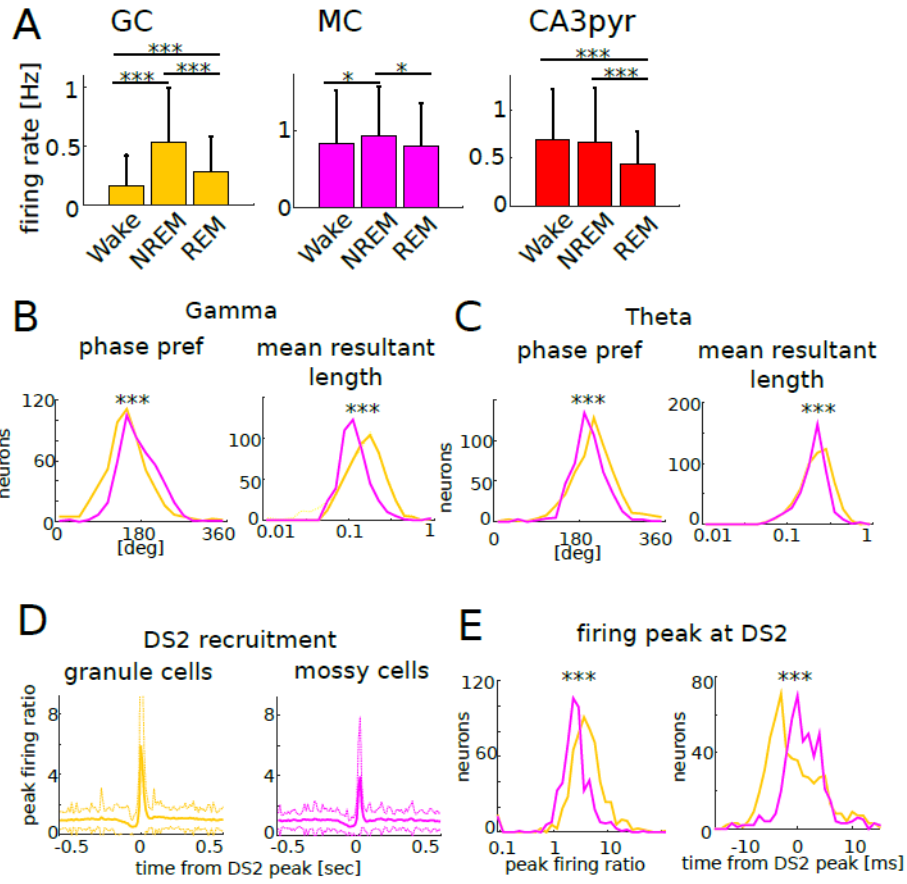 A
GC
MC
CA3pyr
***
***
***
*
*
***
***
firing rate [Hz]
1
0.5
0
1
0
1
0.5
0
Wake
NREM
REM
Wake
NREM
REM
Wake
NREM
REM
B
Gamma
phase pref
mean resultant
length
***
***
neurons
120
60
0
0
180
360
[deg]
100
50
0
0.01
0.1
1
C
Theta
phase pref
mean resultant
length
***
***
neurons
100
50
0
0
180
360
[deg]
200
100
0
0.01
0.1
1
D
DS2 recruitment
granule cells
mossy cells
peak firing ratio
8
4
2
0
8
4
2
0
-0.5
0
0.5
-0.5
0
0.5
time from DS2 peak [sec]
E
firing peak at DS2
***
***
neurons
120
60
0
0.1
1
10
peak firing ratio
neurons
80
40
0
-10
0
10
time from DS2 peak [ms]